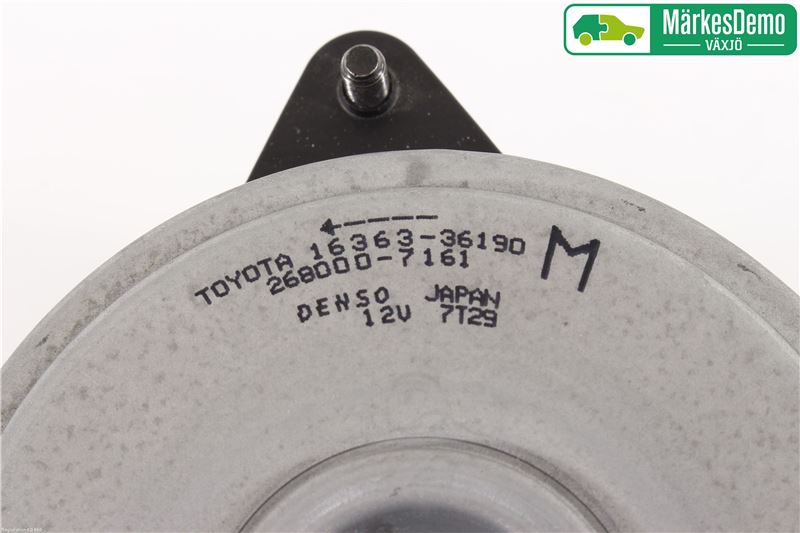 MärkesDemo
VÄXJÖ
TOYOTA 16363-36190
268000-7161
M
DENSO JAPAN
12V 7T29